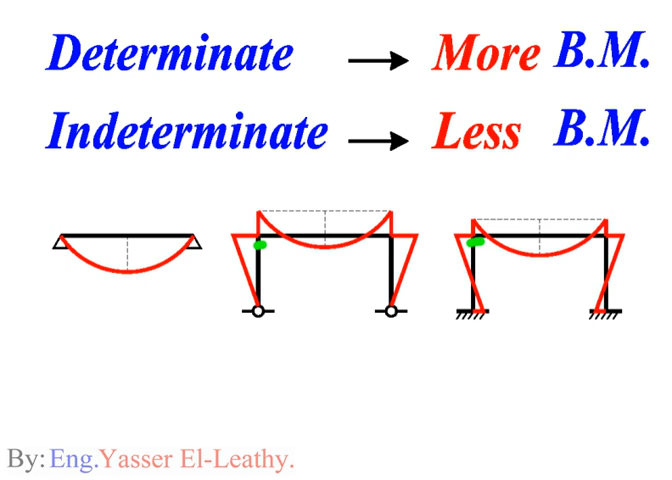 Determinate → More B.M.
Indeterminate → Less B.M.
By: Eng.Yasser El-Leathy.